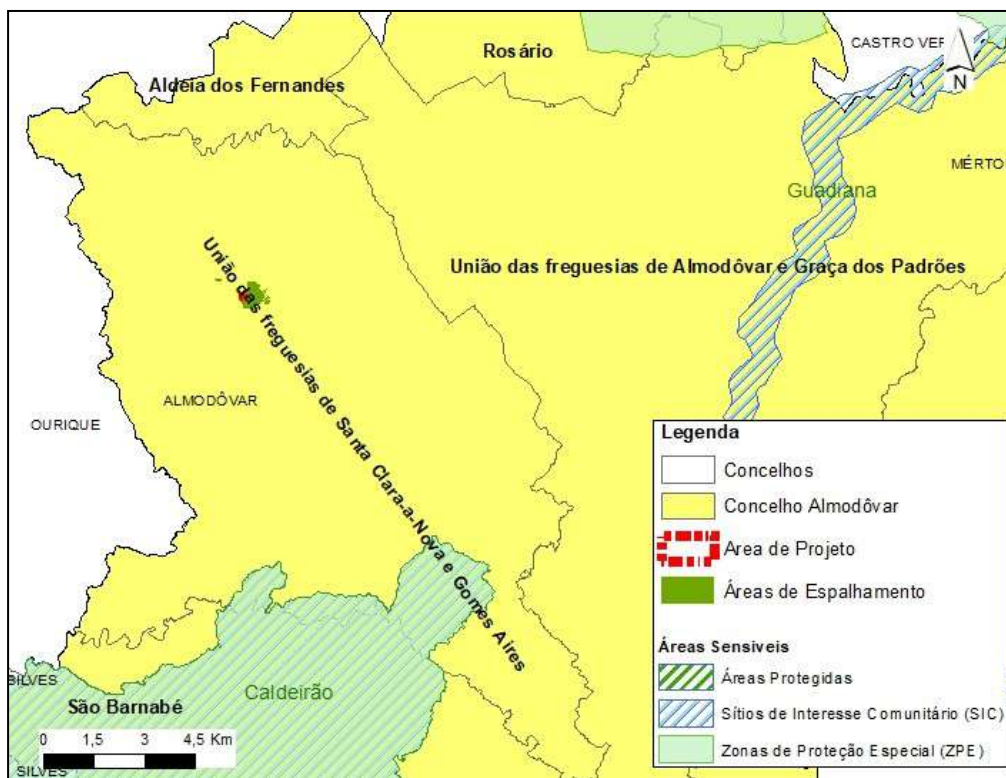 Rosário
CASTRO VER
N
Aldeia dos Fernandes
MÉRTO
Guadiana
União das freguesias de Almodôvar e Graça dos Padrões
União das freguesias de Santa Clara-a-Nova e Gomes Aires
ALMODÔVAR
OURIQUE
Legenda
Concelhos
Concelho Almodôvar
Area de Projeto
Áreas de Espalhamento
Áreas Sensiveis
Áreas Protegidas
Sítios de Interesse Comunitário (SIC)
Zonas de Proteção Especial (ZPE)
SILVES
Caldeirão
São Barnabé
0 1,5 3 4,5 Km
SILVES